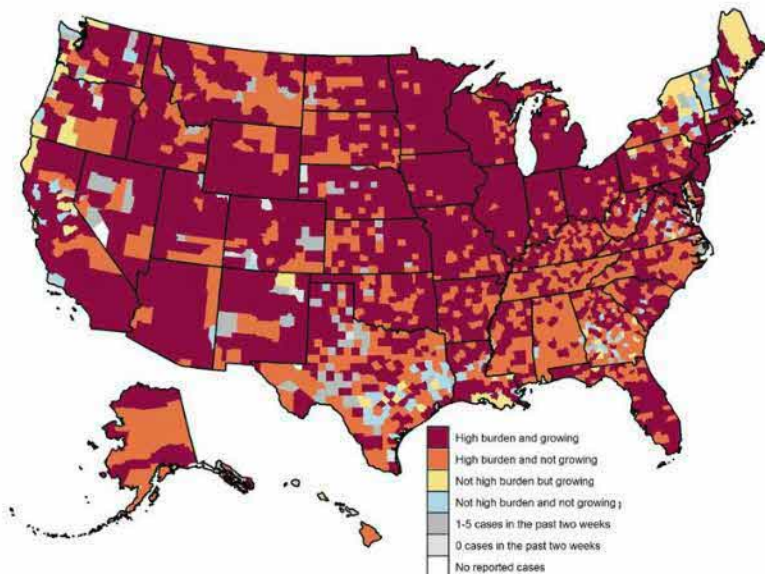 High burden and growing
High burden and not growing
Not high burden but growing
Not high burden and not growing
1-5 cases in the past two weeks
0 cases in the past two weeks
No reported cases